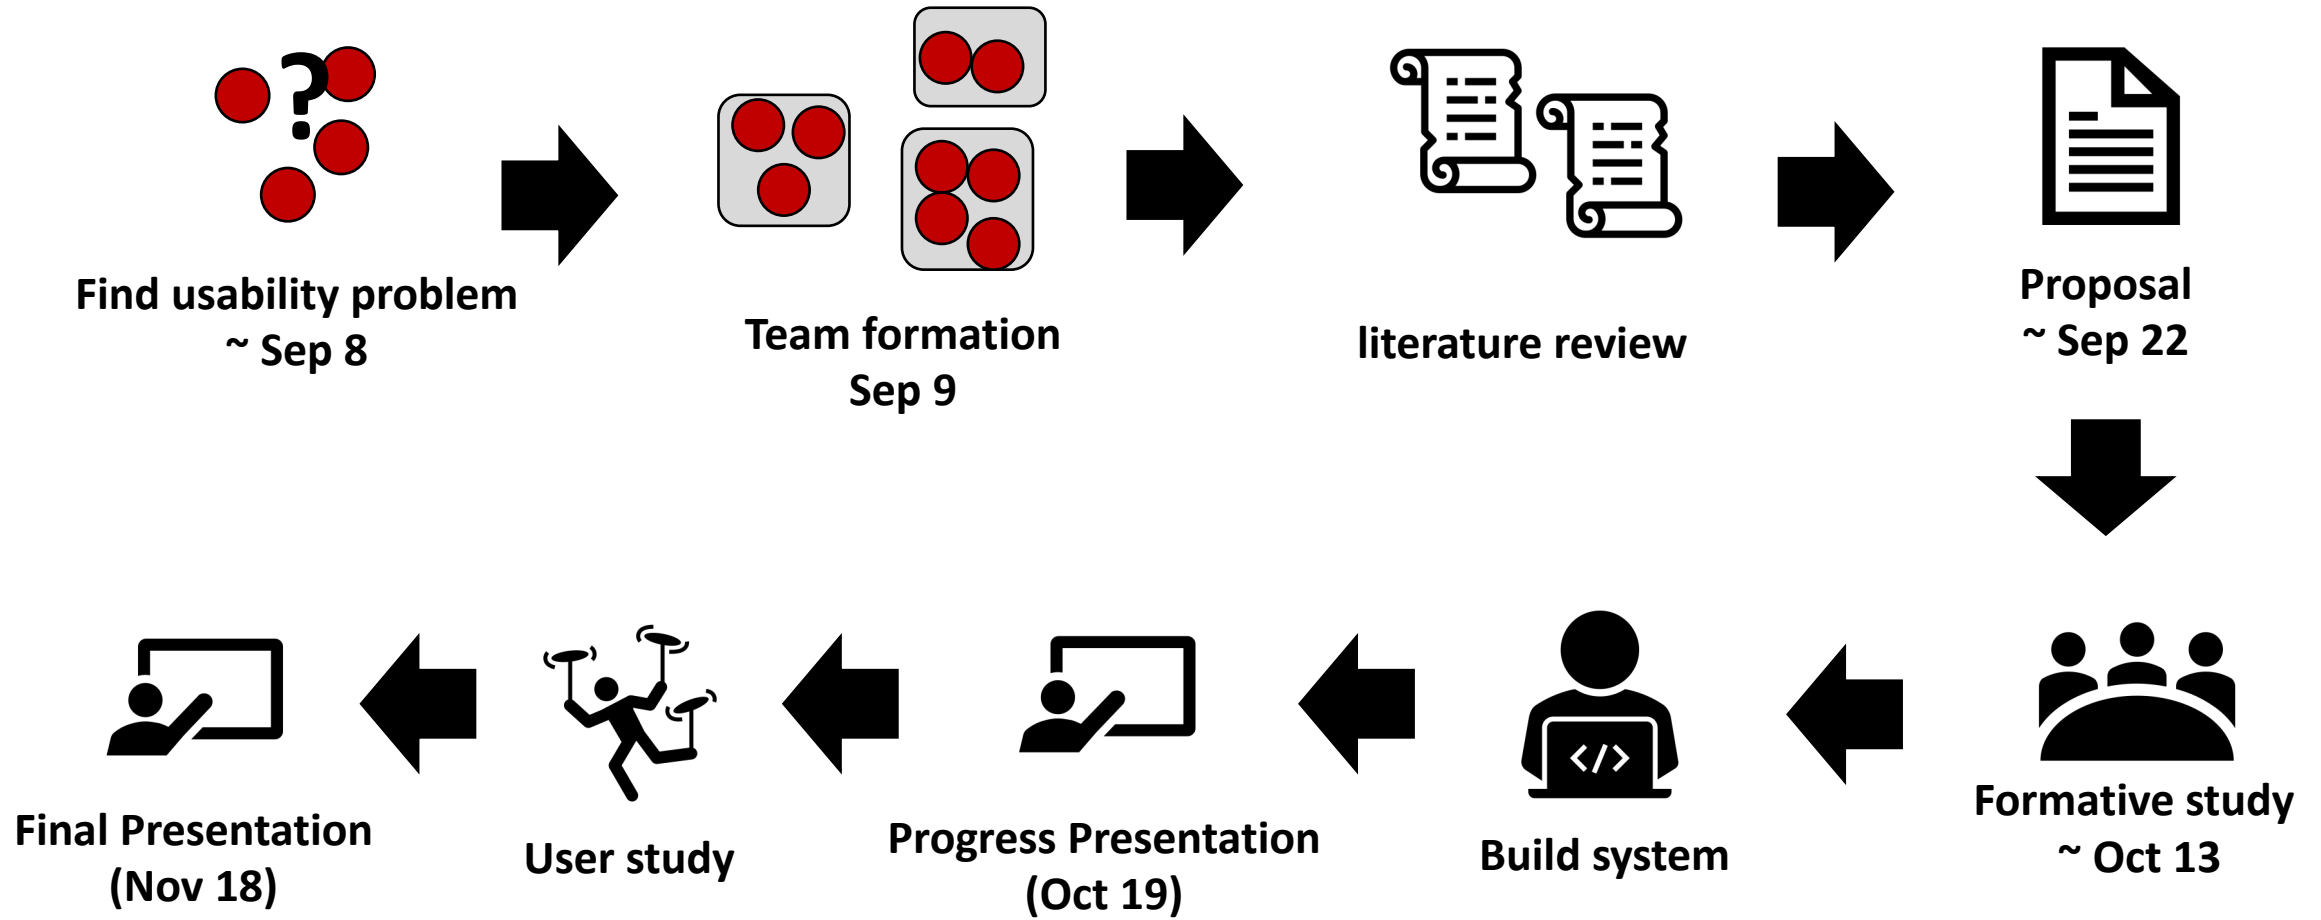 ?
Find usability problem
~ Sep 8
Team formation
Sep 9
literature review
Proposal
~ Sep 22
Formative study
~ Oct 13
</>
Build system
Progress Presentation
(Oct 19)
User study
Final Presentation
(Nov 18)